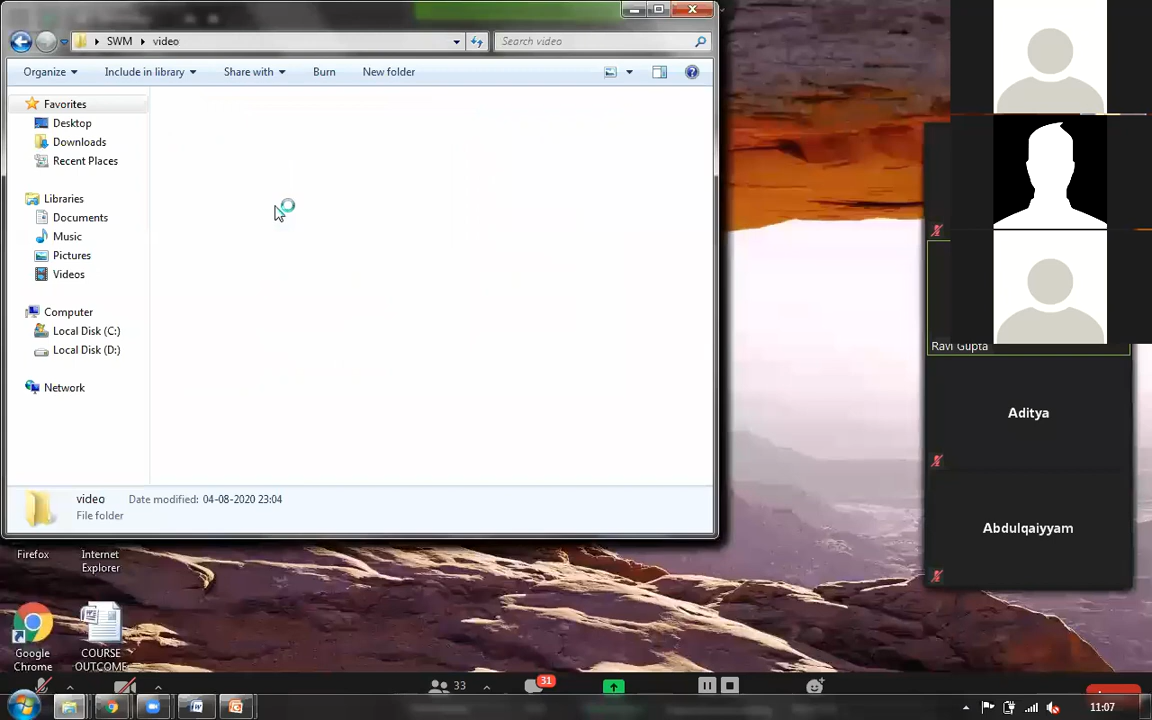 SWM video
Search video
Organize Include in library Share with Burn New folder
Favorites
Desktop
Downloads
Recent Places
Libraries
Documents
Music
Pictures
Videos
Computer
Local Disk (C:)
Local Disk (D:)
Network
video Date modified: 04-08-2020 23:04
File folder
Ravi Gupta
Aditya
Abdulqaiyyam
Firefox
Internet Explorer
Google Chrome
COURSE OUTCOME
33
31
11:07